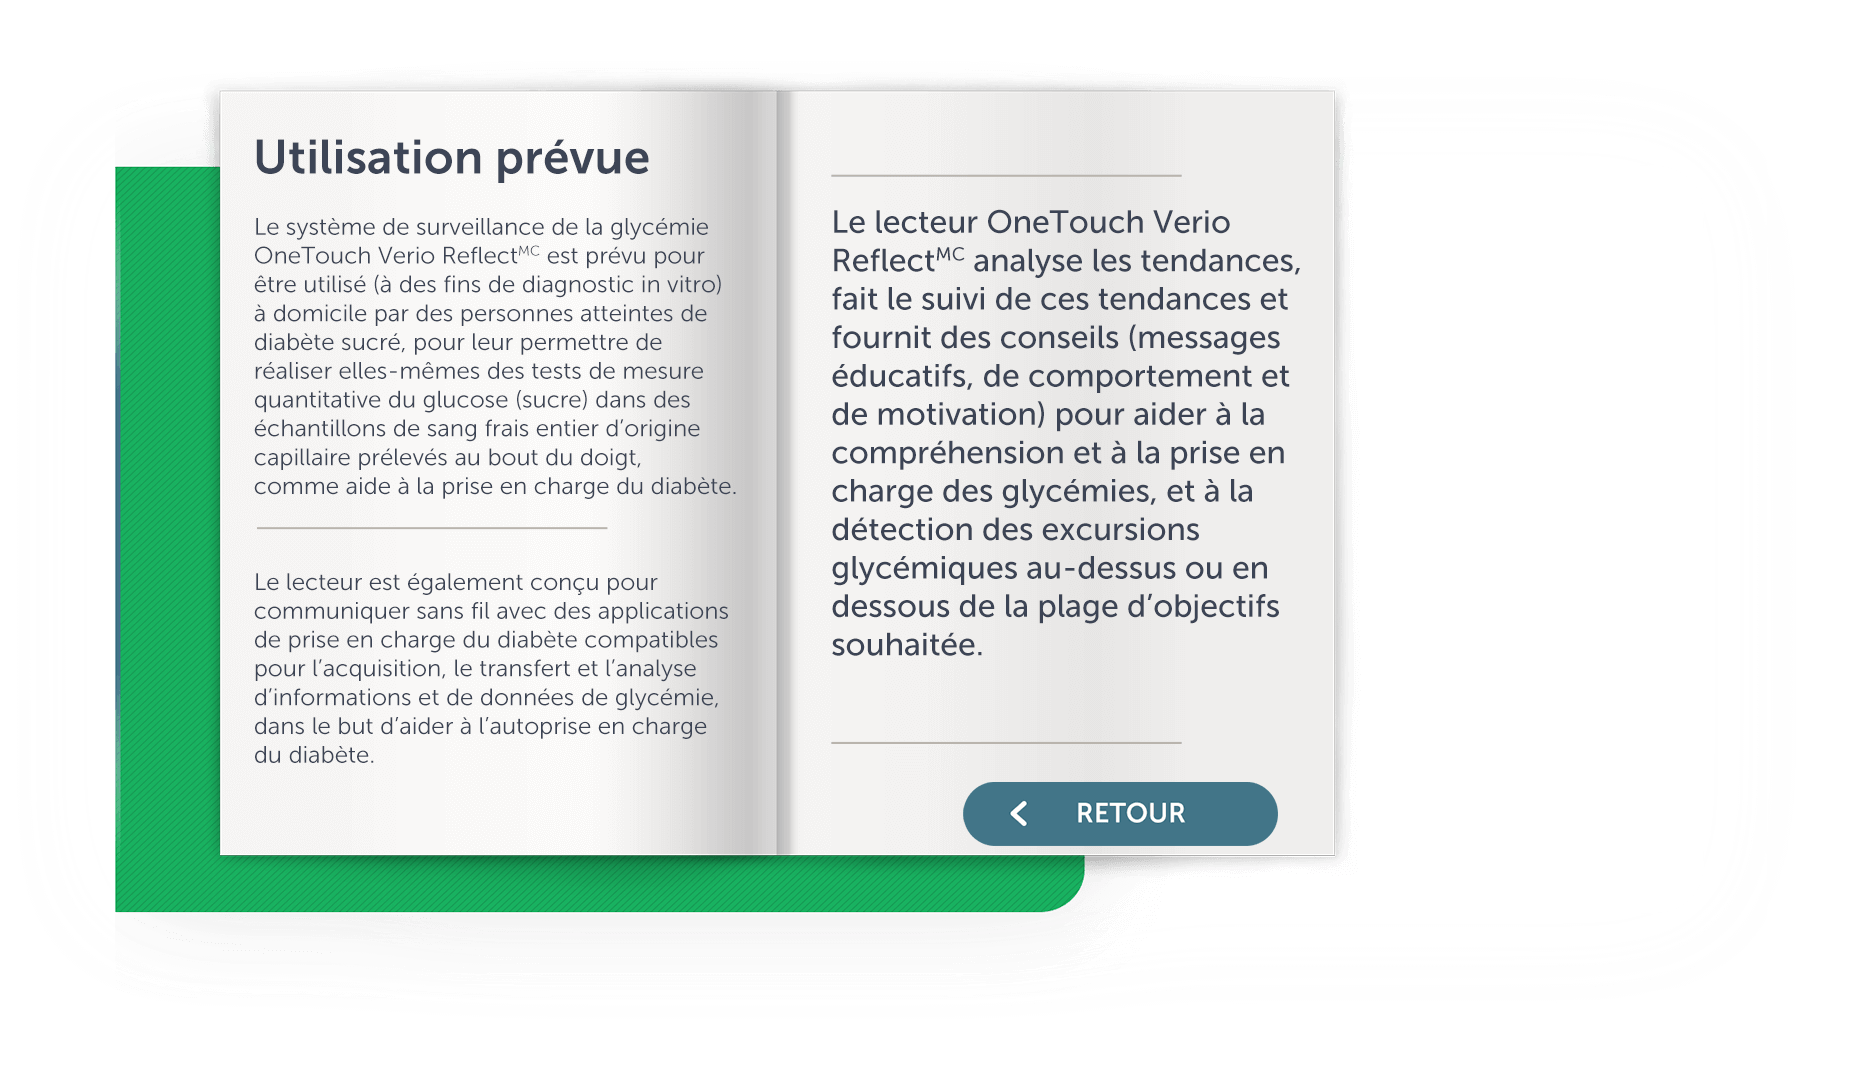 Utilisation prévue
Le système de surveillance de la glycémie
OneTouch Verio Reflectᴹᶜ est prévu pour
être utilisé (à des fins de diagnostic in vitro)
à domicile par des personnes atteintes de
diabète sucré, pour leur permettre de
réaliser elles-mêmes des tests de mesure
quantitative du glucose (sucre) dans des
échantillons de sang frais entier d’origine
capillaire prélevés au bout du doigt,
comme aide à la prise en charge du diabète.
Le lecteur est également conçu pour
communiquer sans fil avec des applications
de prise en charge du diabète compatibles
pour l’acquisition, le transfert et l’analyse
d’informations et de données de glycémie,
dans le but d’aider à l’autoprise en charge
du diabète.
Le lecteur OneTouch Verio
Reflectᴹᶜ analyse les tendances,
fait le suivi de ces tendances et
fournit des conseils (messages
éducatifs, de comportement et
de motivation) pour aider à la
compréhension et à la prise en
charge des glycémies, et à la
détection des excursions
glycémiques au-dessus ou en
dessous de la plage d’objectifs
souhaitée.
RETOUR